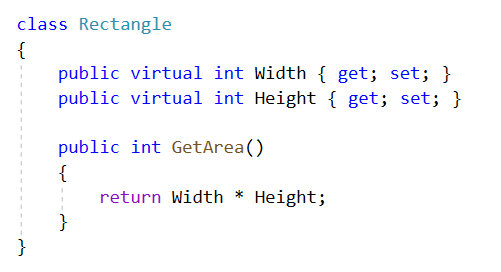 class Rectangle
{
    public virtual int Width { get; set; }
    public virtual int Height { get; set; }

    public int GetArea()
    {
        return Width * Height;
    }
}